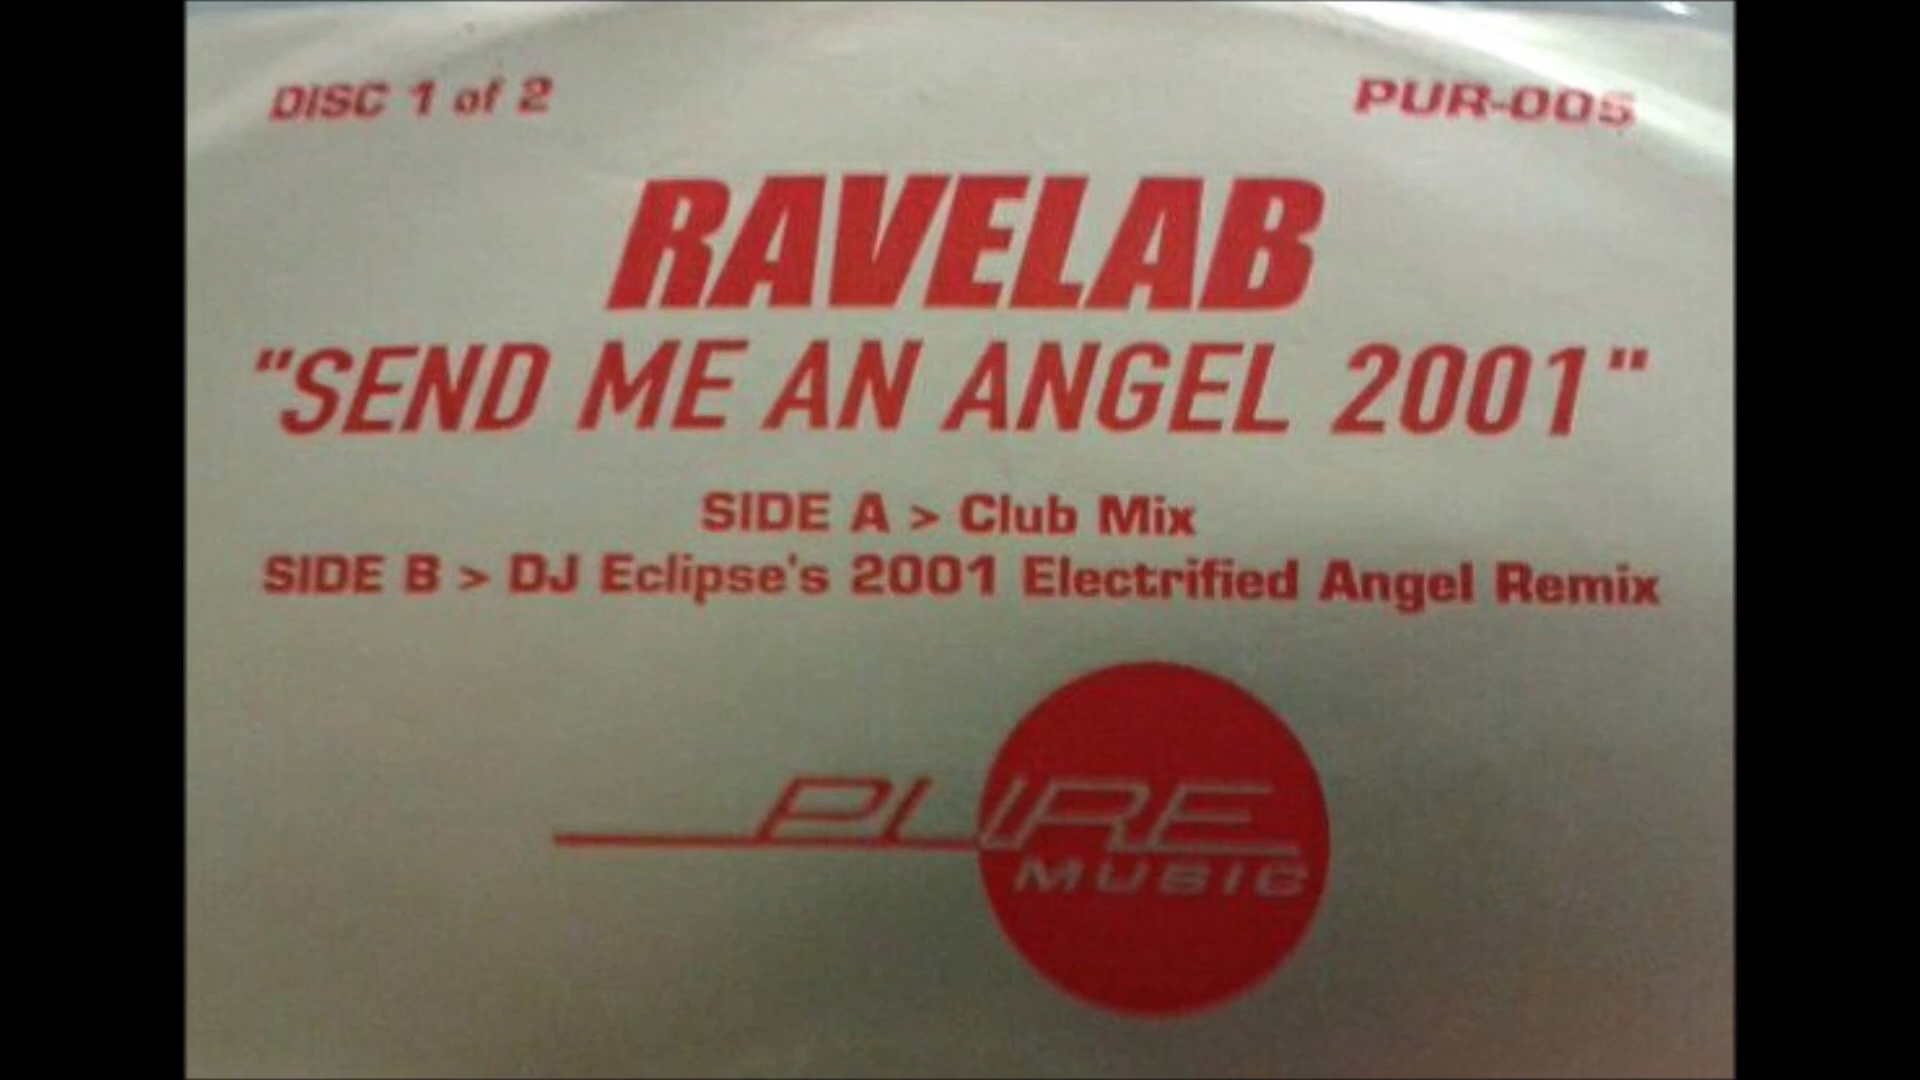 DISC 1 of 2
PUR-005
RAVELAB
"SEND ME AN ANGEL 2001"
SIDE A > Club Mix
SIDE B > DJ Eclipse's 2001 Electrified Angel Remix
PURE
MUSIC